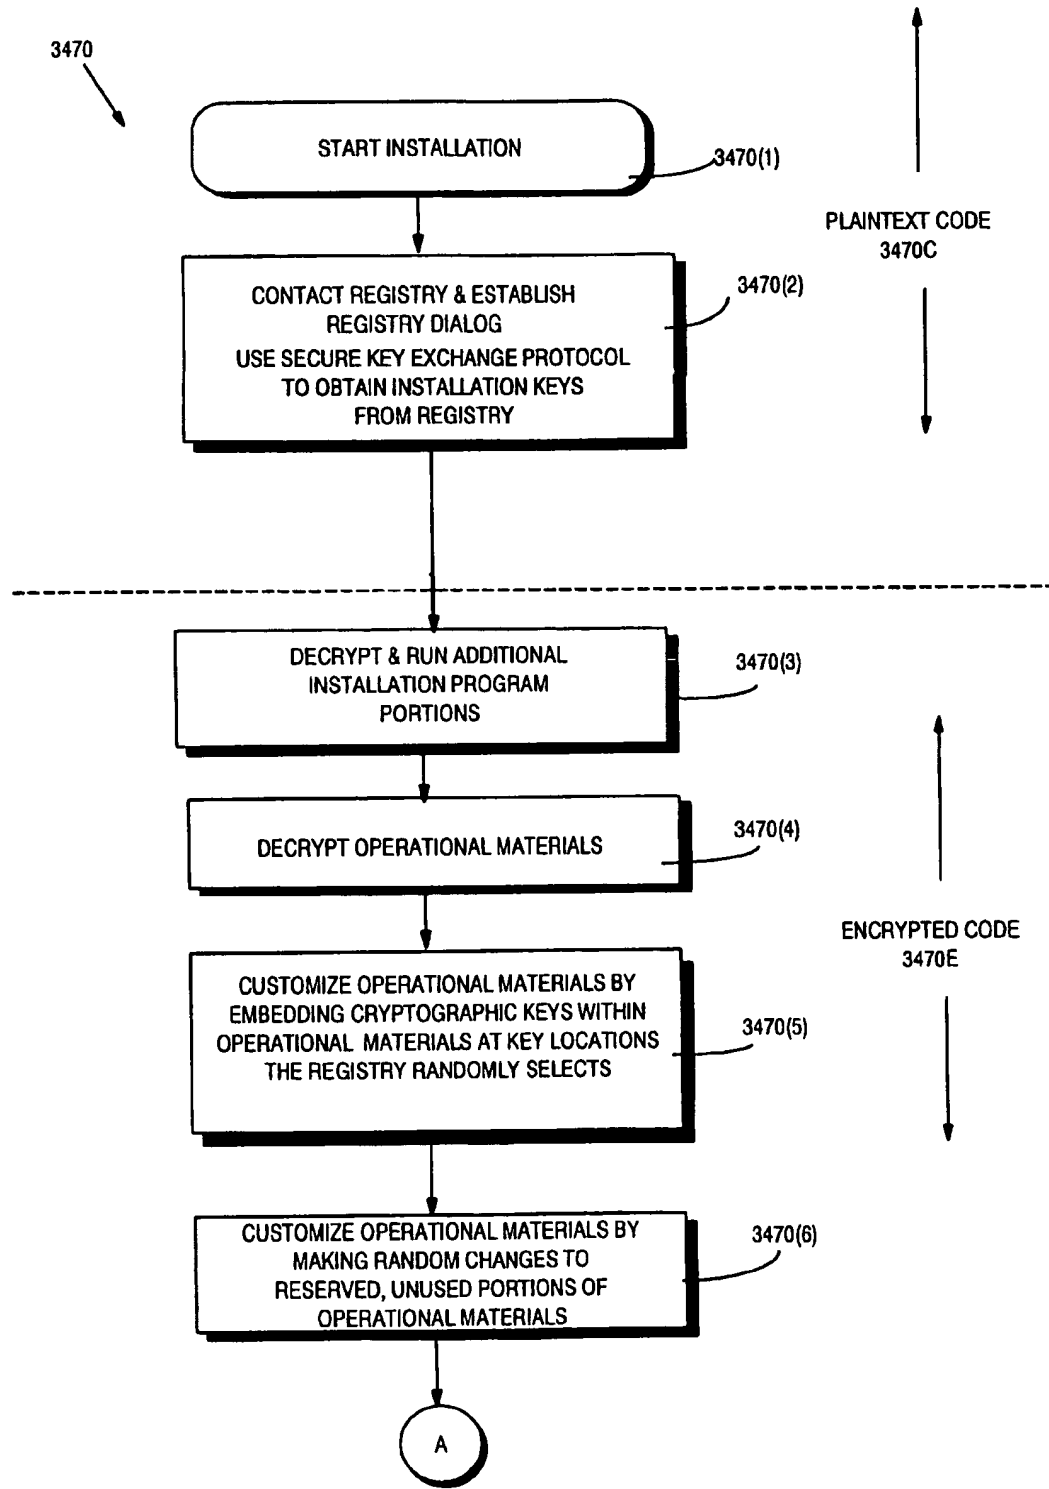 3470
START INSTALLATION
3470(1)
PLAINTEXT CODE
3470C
CONTACT REGISTRY & ESTABLISH
REGISTRY DIALOG
USE SECURE KEY EXCHANGE PROTOCOL
TO OBTAIN INSTALLATION KEYS
FROM REGISTRY
3470(2)
DECRYPT & RUN ADDITIONAL
INSTALLATION PROGRAM
PORTIONS
3470(3)
DECRYPT OPERATIONAL MATERIALS
3470(4)
ENCRYPTED CODE
3470E
CUSTOMIZE OPERATIONAL MATERIALS BY
EMBEDDING CRYPTOGRAPHIC KEYS WITHIN
OPERATIONAL MATERIALS AT KEY LOCATIONS
THE REGISTRY RANDOMLY SELECTS
3470(5)
CUSTOMIZE OPERATIONAL MATERIALS BY
MAKING RANDOM CHANGES TO
RESERVED, UNUSED PORTIONS OF
OPERATIONAL MATERIALS
3470(6)
A